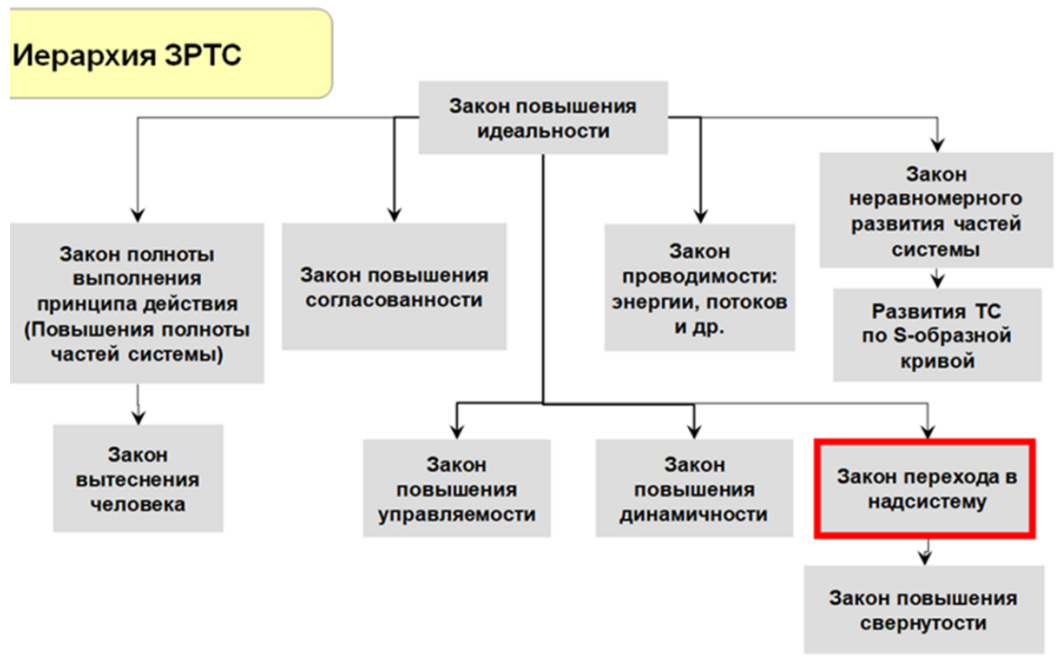 Иерархия ЗРТС
Закон повышения
идеальности
Закон полноты
выполнения
принципа действия
(Повышения полноты
частей системы)
Закон повышения
согласованности
Закон
проводимости:
энергии, потоков
и др.
Закон
неравномерного
развития частей
системы
Развития ТС
по S-образной
кривой
Закон
вытеснения
человека
Закон
повышения
управляемости
Закон
повышения
динамичности
Закон перехода в
надсистему
Закон повышения
свернутости